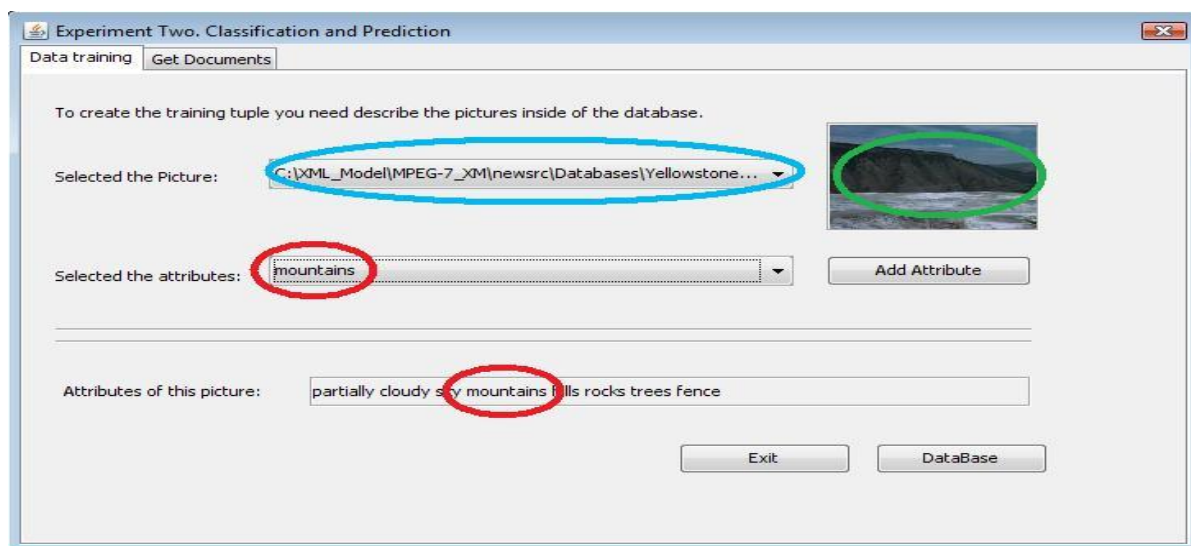 Experiment Two. Classification and Prediction
Data training Get Documents
To create the training tuple you need describe the pictures inside of the database.
Selected the Picture: C:\XML_Model\MPEG-7_XM\newsrc\Databases\Yellowstone...
Selected the attributes: mountains Add Attribute
Attributes of this picture: partially cloudy sky mountains hills rocks trees fence
Exit DataBase